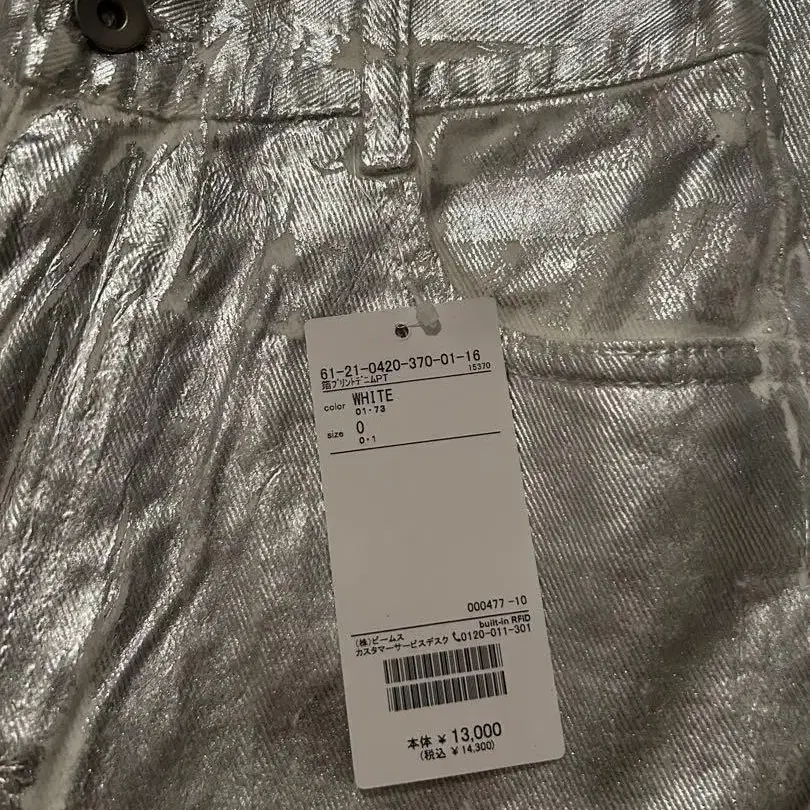 61-21-0420-370-01-16
箔プリントデニムPT 15370
color WHITE
01・73
size 0
0・1
000477-10
built-in RFID
(株)ビームス
カスタマーサービスデスク 0120-011-301
本体 ¥ 13,000
(税込 ¥ 14,300)